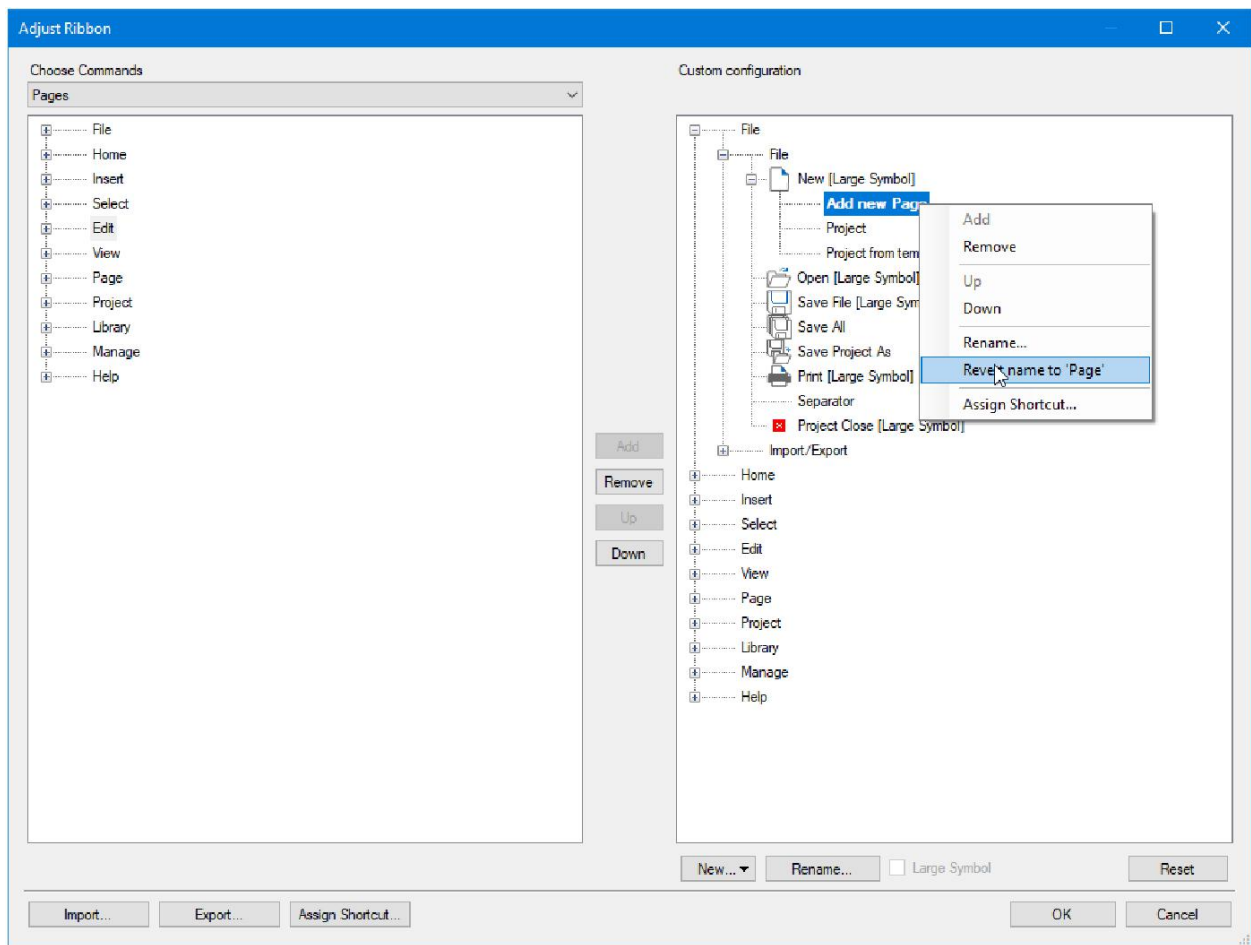 Adjust Ribbon
Choose Commands
Custom configuration
Pages
File
Home
Insert
Select
Edit
View
Page
Project
Library
Manage
Help
Add
Remove
Up
Down
File
File
New [Large Symbol]
Add new Page
Project
Project from tem
Open [Large Symbol]
Save File [Large Sym
Save All
Save Project As
Print [Large Symbol]
Separator
Project Close [Large Symbol]
Import/Export
Home
Insert
Select
Edit
View
Page
Project
Library
Manage
Help
Add
Remove
Up
Down
Rename...
Revert name to 'Page'
Assign Shortcut...
New...
Rename...
Large Symbol
Reset
Import...
Export...
Assign Shortcut...
OK
Cancel